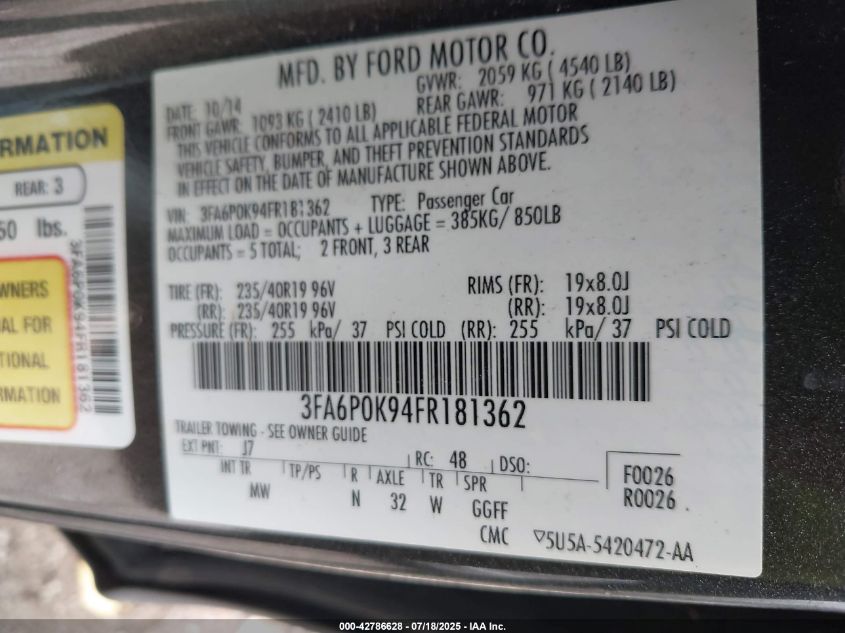 MFD. BY FORD MOTOR CO.
DATE: 10/14 GVWR: 2059 KG ( 4540 LB)
FRONT GAWR: 1093 KG ( 2410 LB) REAR GAWR: 971 KG ( 2140 LB)
THIS VEHICLE CONFORMS TO ALL APPLICABLE FEDERAL MOTOR
VEHICLE SAFETY, BUMPER, AND THEFT PREVENTION STANDARDS
IN EFFECT ON THE DATE OF MANUFACTURE SHOWN ABOVE.
VIN: 3FA6P0K94FR181362 TYPE: Passenger Car
MAXIMUM LOAD = OCCUPANTS + LUGGAGE = 385KG/ 850LB
OCCUPANTS = 5 TOTAL; 2 FRONT, 3 REAR
TIRE (FR): 235/40R19 96V RIMS (FR): 19x8.0J
(RR): 235/40R19 96V (RR): 19x8.0J
PRESSURE (FR): 255 kPa/ 37 PSI COLD (RR): 255 kPa/ 37 PSI COLD
3FA6P0K94FR181362
TRAILER TOWING - SEE OWNER GUIDE
EXT PNT: J7 RC: 48 DSO:
INT TR TP/PS R AXLE TR SPR F0026
MW N 32 W GGFF R0026
CMC ▽5U5A-5420472-AA
RMATION
REAR: 3
50 lbs.
3FA6P0K94FR181362
WNERS
AL FOR
TIONAL
RMATION
000-42786628 - 07/18/2025 - IAA Inc.